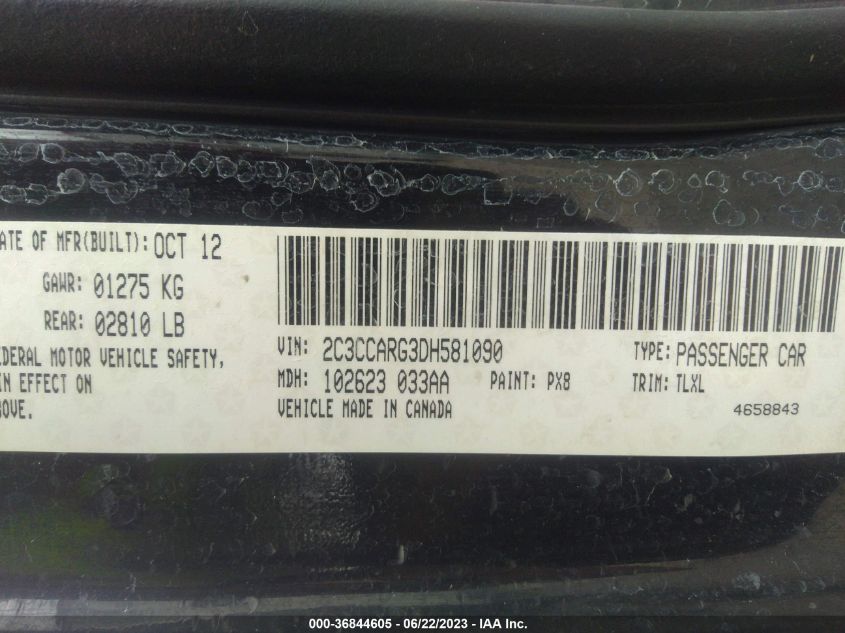 ATE OF MFR(BUILT): OCT 12
GAWR: 01275 KG
REAR: 02810 LB
EDERAL MOTOR VEHICLE SAFETY,
IN EFFECT ON
BOVE.
VIN: 2C3CCARG3DH581090 TYPE: PASSENGER CAR
MDH: 102623 033AA PAINT: PX8 TRIM: TLXL
VEHICLE MADE IN CANADA 4658843
000-36844605 - 06/22/2023 - IAA Inc.